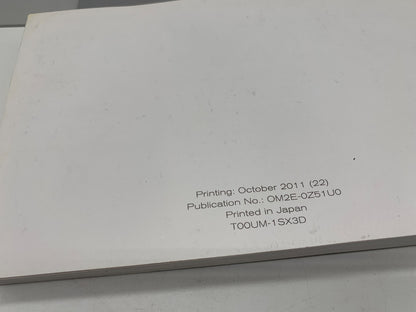 Printing: October 2011 (22)
Publication No.: OM2E-0Z51U0
Printed in Japan
T00UM-1SX3D